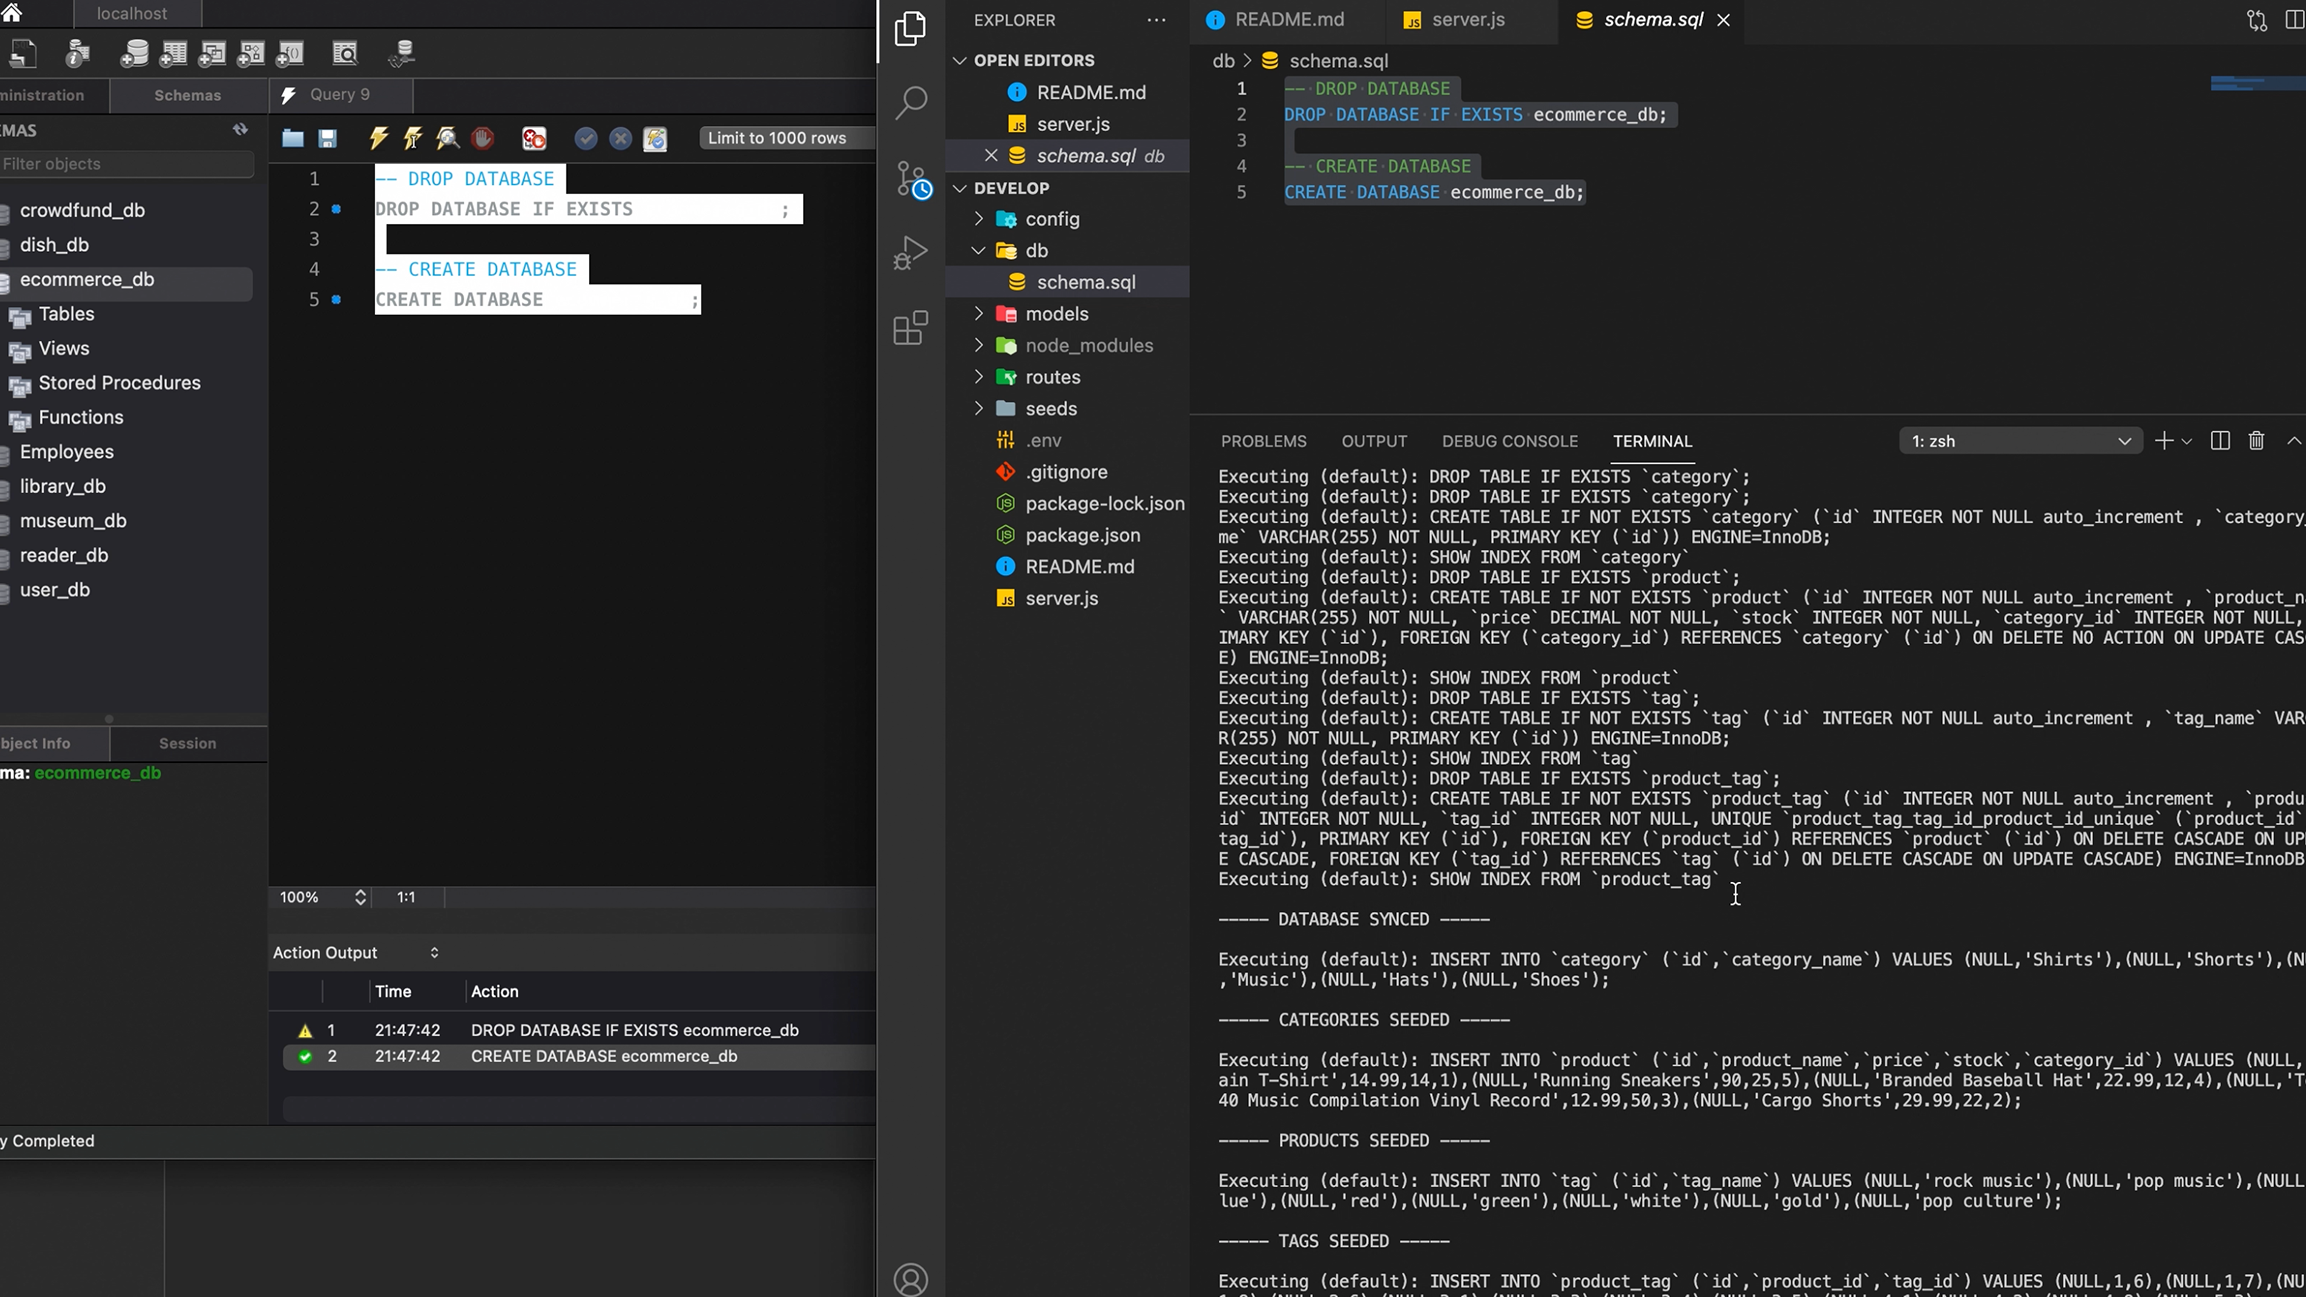 localhost
ministration
Schemas
Query 9
EMAS
Filter objects
crowdfund_db
dish_db
ecommerce_db
Tables
Views
Stored Procedures
Functions
Employees
library_db
museum_db
reader_db
user_db
bject Info
Session
ma: ecommerce_db
y Completed
Limit to 1000 rows
1 -- DROP DATABASE
2 DROP DATABASE IF EXISTS ;
3
4 -- CREATE DATABASE
5 CREATE DATABASE ;
100% 1:1
Action Output
Time Action
1 21:47:42 DROP DATABASE IF EXISTS ecommerce_db
2 21:47:42 CREATE DATABASE ecommerce_db
EXPLORER ···
OPEN EDITORS
README.md
JS server.js
schema.sql db
DEVELOP
config
db
schema.sql
models
node_modules
routes
seeds
.env
.gitignore
package-lock.json
package.json
README.md
JS server.js
README.md
JS server.js
schema.sql
db > schema.sql
1 -- DROP DATABASE
2 DROP DATABASE IF EXISTS ecommerce_db;
3
4 -- CREATE DATABASE
5 CREATE DATABASE ecommerce_db;
PROBLEMS OUTPUT DEBUG CONSOLE TERMINAL
1: zsh
Executing (default): DROP TABLE IF EXISTS `category`;
Executing (default): DROP TABLE IF EXISTS `category`;
Executing (default): CREATE TABLE IF NOT EXISTS `category` (`id` INTEGER NOT NULL auto_increment , `category_
me` VARCHAR(255) NOT NULL, PRIMARY KEY (`id`)) ENGINE=InnoDB;
Executing (default): SHOW INDEX FROM `category`
Executing (default): DROP TABLE IF EXISTS `product`;
Executing (default): CREATE TABLE IF NOT EXISTS `product` (`id` INTEGER NOT NULL auto_increment , `product_na
` VARCHAR(255) NOT NULL, `price` DECIMAL NOT NULL, `stock` INTEGER NOT NULL, `category_id` INTEGER NOT NULL,
IMARY KEY (`id`), FOREIGN KEY (`category_id`) REFERENCES `category` (`id`) ON DELETE NO ACTION ON UPDATE CASC
E) ENGINE=InnoDB;
Executing (default): SHOW INDEX FROM `product`
Executing (default): DROP TABLE IF EXISTS `tag`;
Executing (default): CREATE TABLE IF NOT EXISTS `tag` (`id` INTEGER NOT NULL auto_increment , `tag_name` VARC
R(255) NOT NULL, PRIMARY KEY (`id`)) ENGINE=InnoDB;
Executing (default): SHOW INDEX FROM `tag`
Executing (default): DROP TABLE IF EXISTS `product_tag`;
Executing (default): CREATE TABLE IF NOT EXISTS `product_tag` (`id` INTEGER NOT NULL auto_increment , `produ
id` INTEGER NOT NULL, `tag_id` INTEGER NOT NULL, UNIQUE `product_tag_tag_id_product_id_unique` (`product_id`
tag_id`), PRIMARY KEY (`id`), FOREIGN KEY (`product_id`) REFERENCES `product` (`id`) ON DELETE CASCADE ON UPD
E CASCADE, FOREIGN KEY (`tag_id`) REFERENCES `tag` (`id`) ON DELETE CASCADE ON UPDATE CASCADE) ENGINE=InnoDB
Executing (default): SHOW INDEX FROM `product_tag`
----- DATABASE SYNCED -----
Executing (default): INSERT INTO `category` (`id`,`category_name`) VALUES (NULL,'Shirts'),(NULL,'Shorts'),(NU
,'Music'),(NULL,'Hats'),(NULL,'Shoes');
----- CATEGORIES SEEDED -----
Executing (default): INSERT INTO `product` (`id`,`product_name`,`price`,`stock`,`category_id`) VALUES (NULL,
ain T-Shirt',14.99,14,1),(NULL,'Running Sneakers',90,25,5),(NULL,'Branded Baseball Hat',22.99,12,4),(NULL,'To
40 Music Compilation Vinyl Record',12.99,50,3),(NULL,'Cargo Shorts',29.99,22,2);
----- PRODUCTS SEEDED -----
Executing (default): INSERT INTO `tag` (`id`,`tag_name`) VALUES (NULL,'rock music'),(NULL,'pop music'),(NULL
lue'),(NULL,'red'),(NULL,'green'),(NULL,'white'),(NULL,'gold'),(NULL,'pop culture');
----- TAGS SEEDED -----
Executing (default): INSERT INTO `product_tag` (`id`,`product_id`,`tag_id`) VALUES (NULL,1,6),(NULL,1,7),(NU